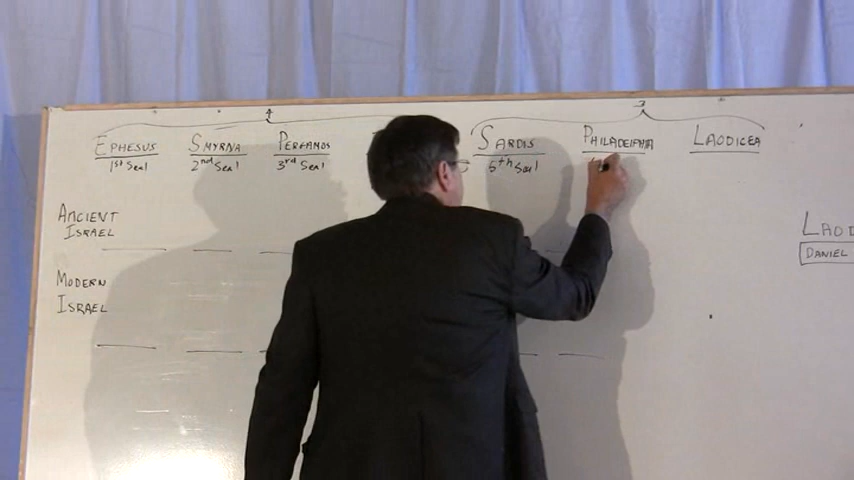 EPHESUS SMYRNA PERGAMOS SARDIS PHILADELPHIA LAODICEA
1st Seal 2nd Seal 3rd Seal 5th Seal
ANCIENT
ISRAEL
MODERN
ISRAEL
DANIEL